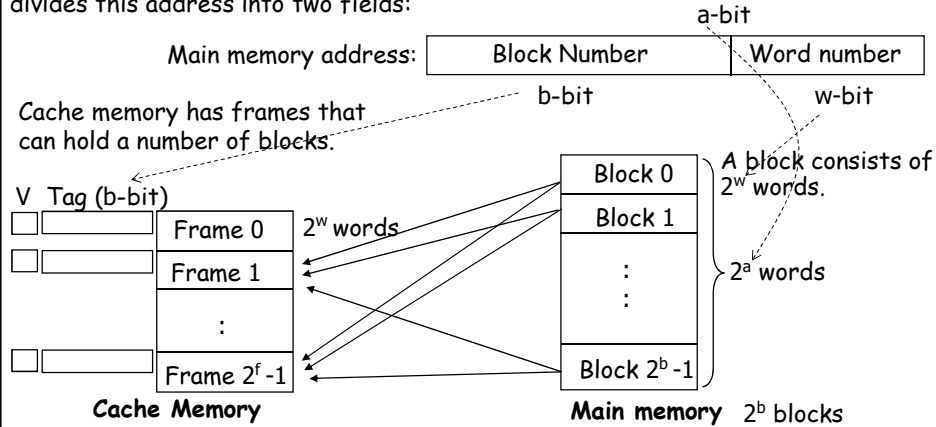 divides this address into two fields:
a-bit
Main memory address: Block Number Word number
b-bit w-bit
Cache memory has frames that
can hold a number of blocks.
A block consists of
2ʷ words.
V Tag (b-bit)
Block 0
Frame 0 2ʷ words
Block 1
Frame 1
:
:
2ᵃ words
:
Frame 2ᶠ-1
Block 2ᵇ-1
Cache Memory
Main memory 2ᵇ blocks